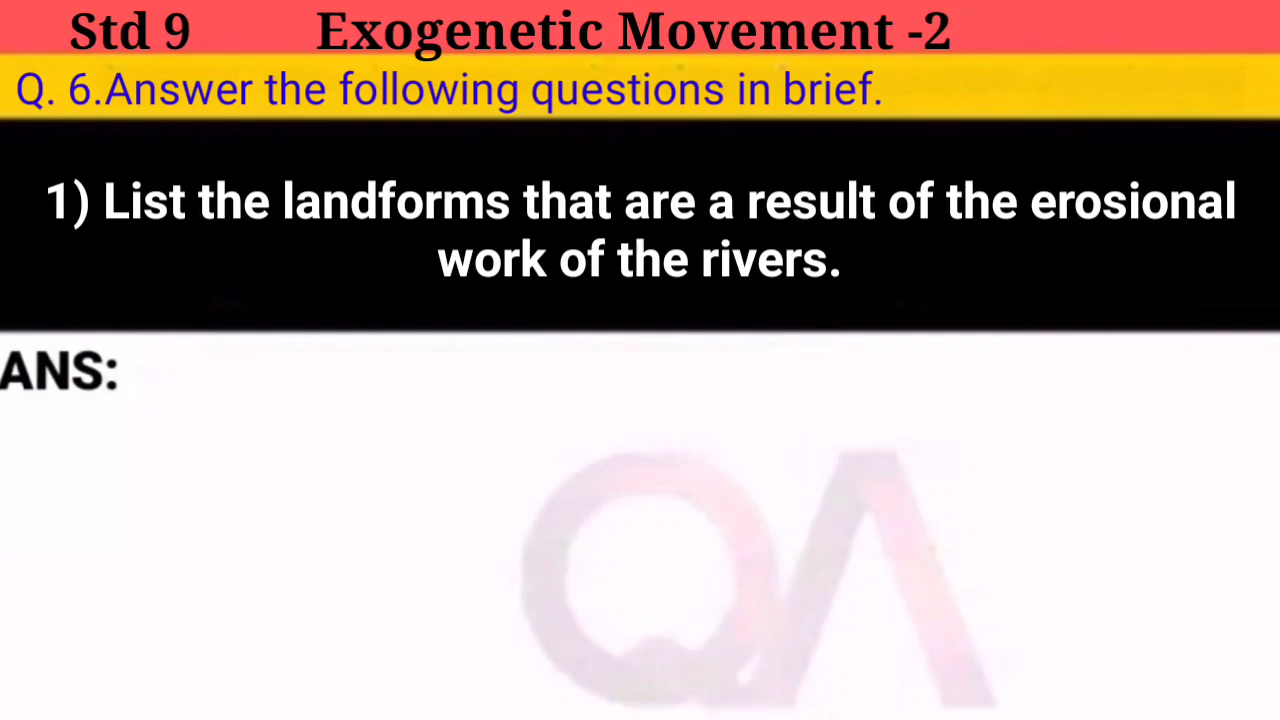 Std 9 Exogenetic Movement -2
Q. 6.Answer the following questions in brief.
1) List the landforms that are a result of the erosional
work of the rivers.
ANS:
QA